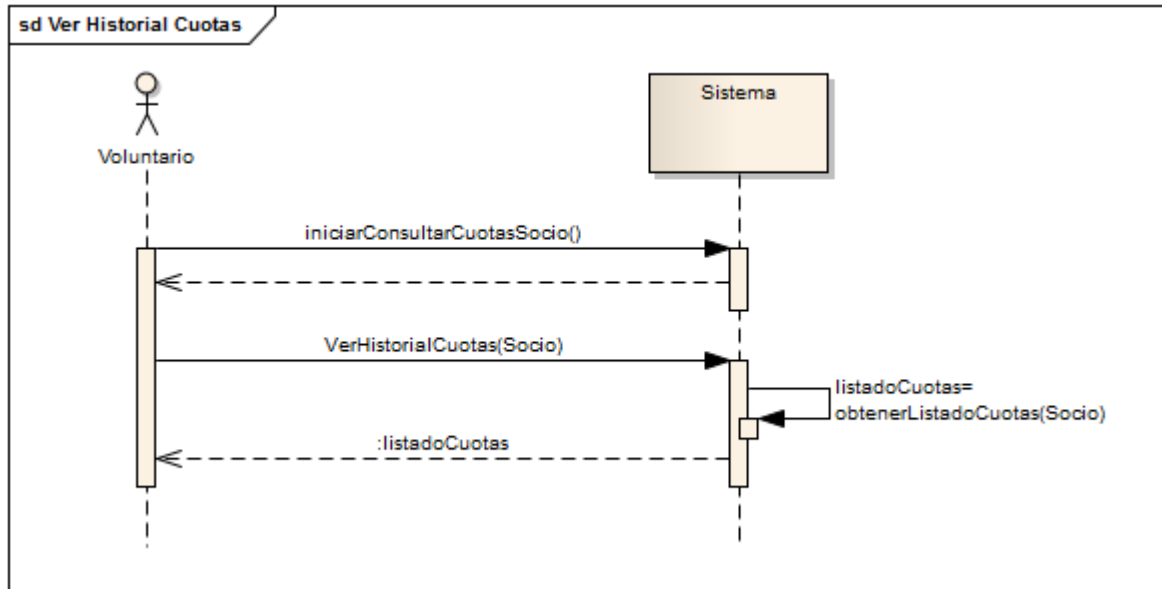 sd Ver Historial Cuotas
Voluntario
Sistema
iniciarConsultarCuotasSocio()
VerHistorialCuotas(Socio)
listadoCuotas=
obtenerListadoCuotas(Socio)
:listadoCuotas